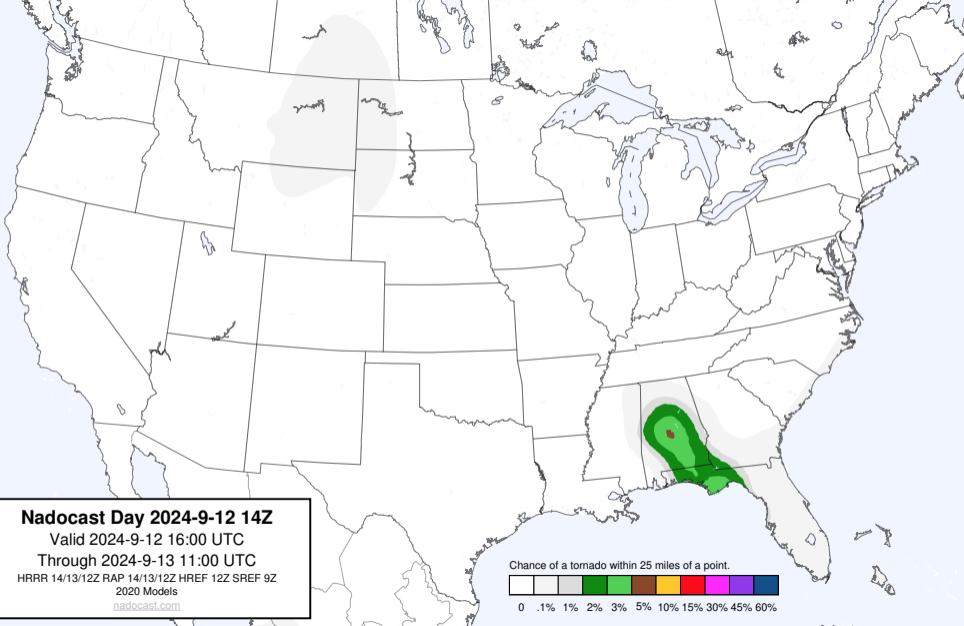 Nadocast Day 2024-9-12 14Z
Valid 2024-9-12 16:00 UTC
Through 2024-9-13 11:00 UTC
HRRR 14/13/12Z RAP 14/13/12Z HREF 12Z SREF 9Z
2020 Models
nadocast.com
Chance of a tornado within 25 miles of a point.
0 .1% 1% 2% 3% 5% 10% 15% 30% 45% 60%